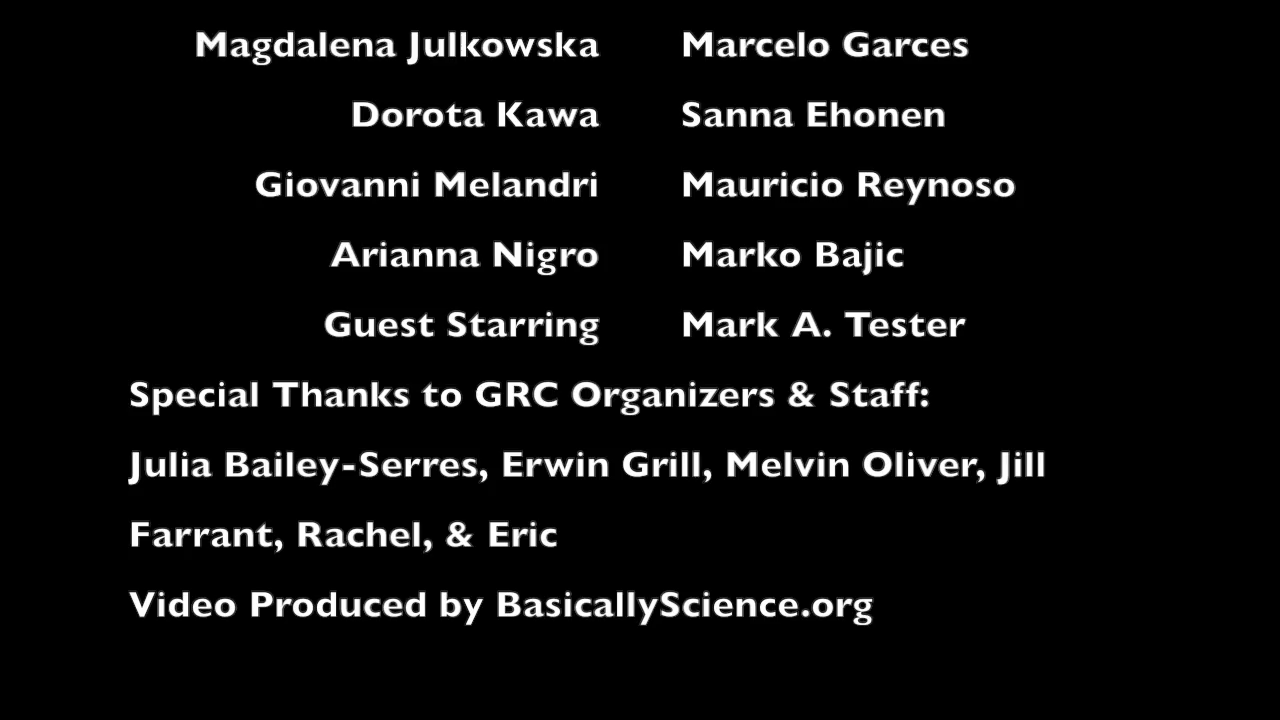 Magdalena Julkowska Marcelo Garces
Dorota Kawa Sanna Ehonen
Giovanni Melandri Mauricio Reynoso
Arianna Nigro Marko Bajic
Guest Starring Mark A. Tester
Special Thanks to GRC Organizers & Staff:
Julia Bailey-Serres, Erwin Grill, Melvin Oliver, Jill
Farrant, Rachel, & Eric
Video Produced by BasicallyScience.org